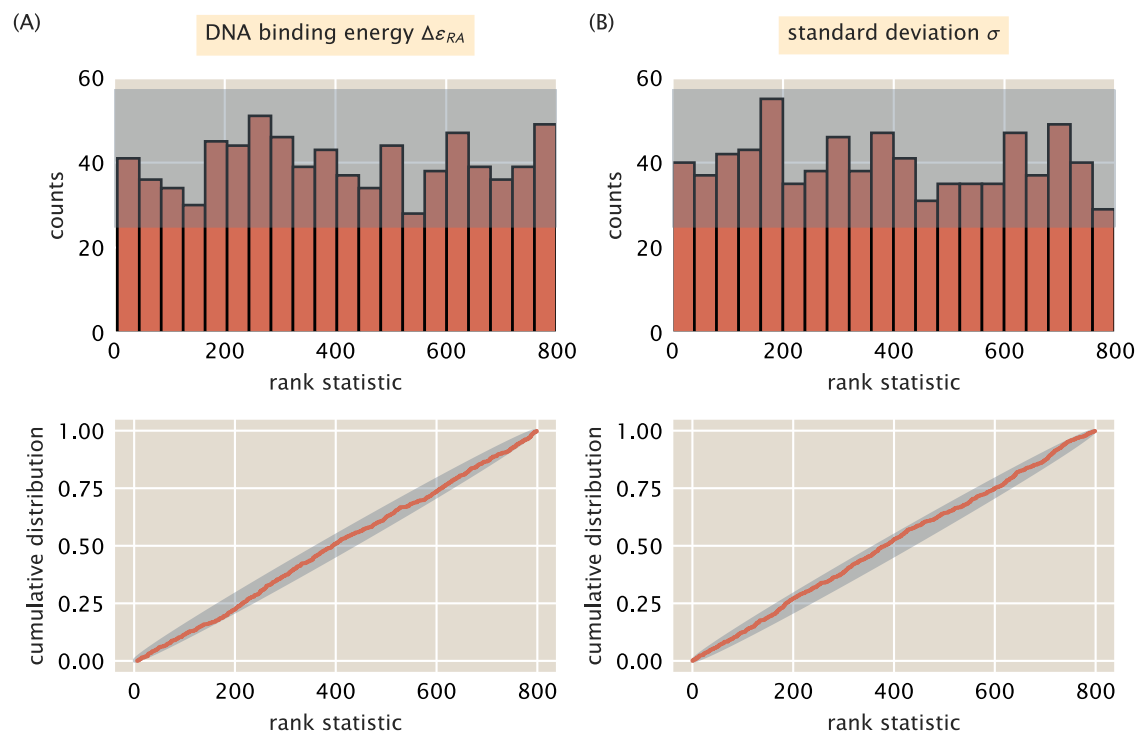 (A)
DNA binding energy Δε_RA
60
40
20
0
counts
0 200 400 600 800
rank statistic
(B)
standard deviation σ
60
40
20
0
counts
0 200 400 600 800
rank statistic
1.00
0.75
0.50
0.25
0.00
cumulative distribution
0 200 400 600 800
rank statistic
1.00
0.75
0.50
0.25
0.00
cumulative distribution
0 200 400 600 800
rank statistic